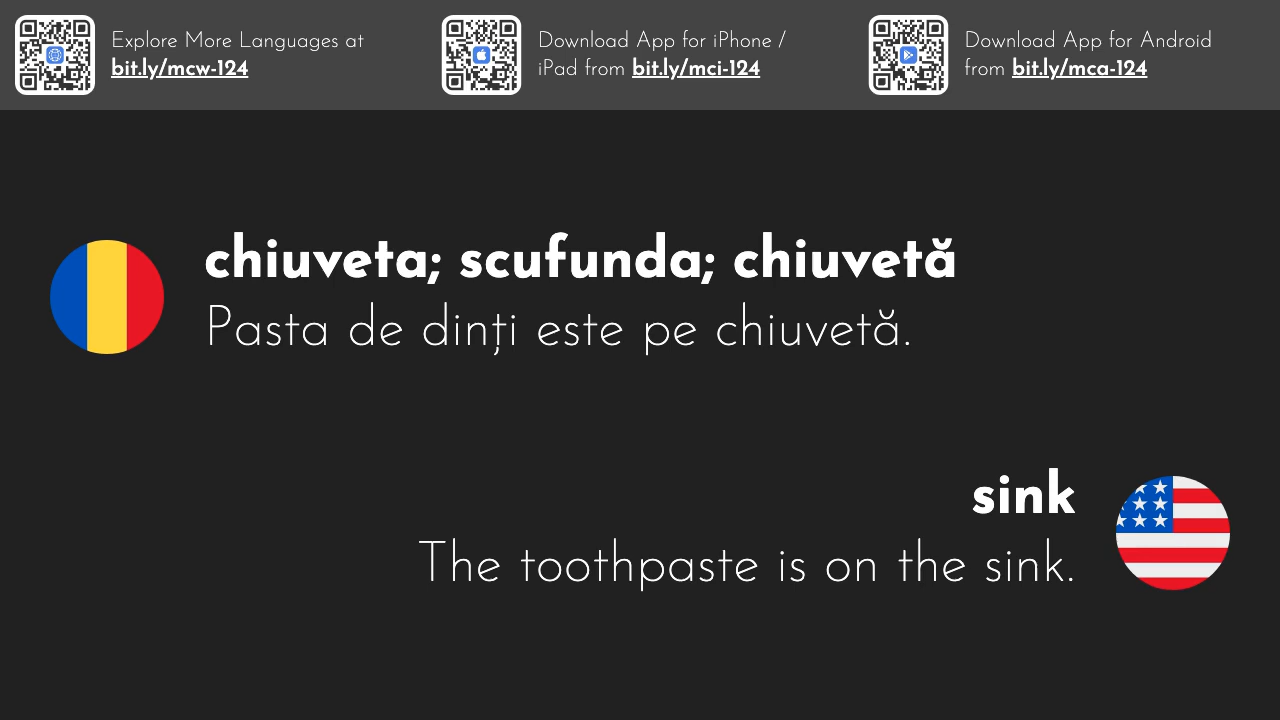 Explore More Languages at
bit.ly/mcw-124
Download App for iPhone /
iPad from bit.ly/mci-124
Download App for Android
from bit.ly/mca-124
chiuveta; scufunda; chiuvetă
Pasta de dinți este pe chiuvetă.
sink
The toothpaste is on the sink.